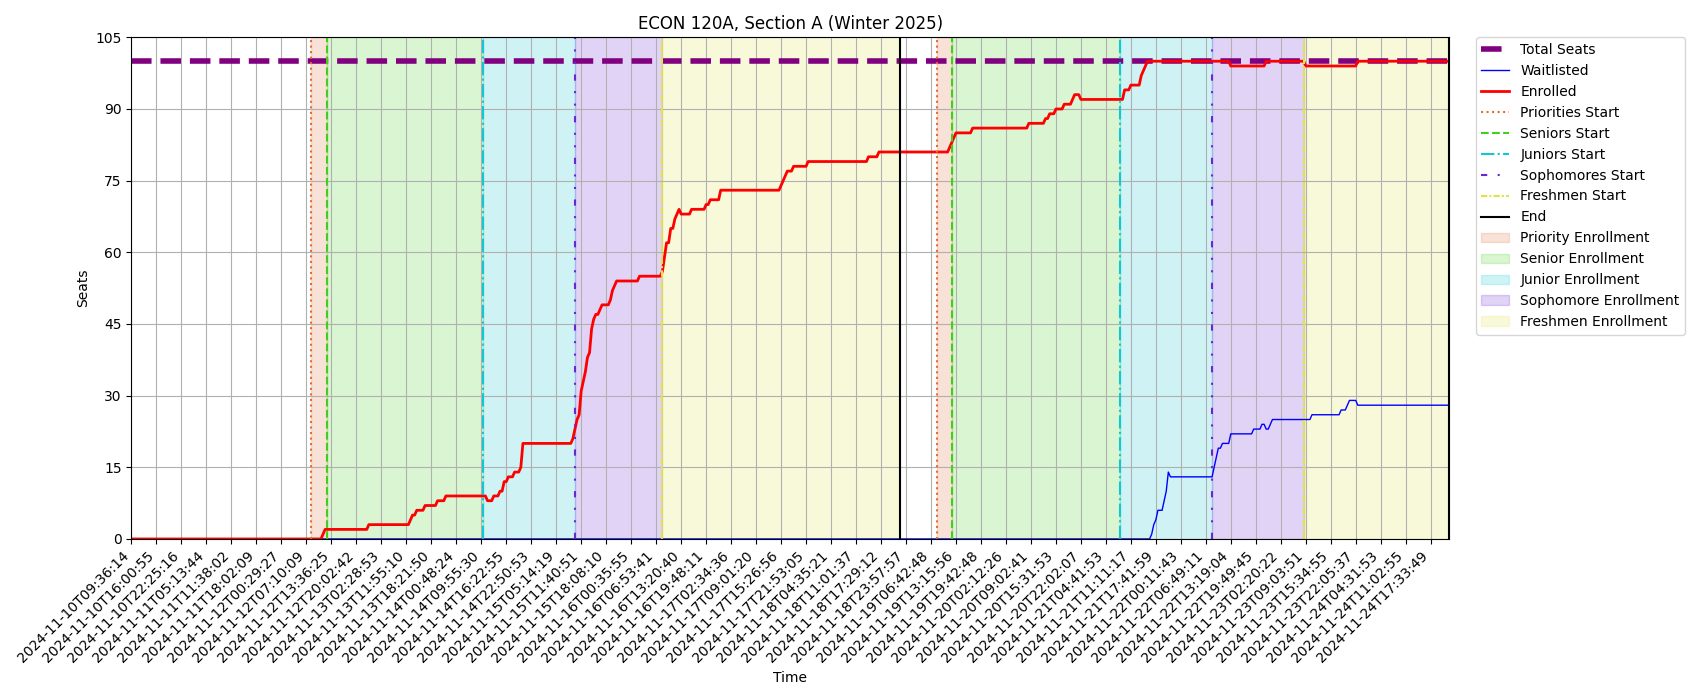 ECON 120A, Section A (Winter 2025)
105
90
75
60
45
30
15
0
Seats
2024-11-10T09:36:14
2024-11-10T16:00:55
2024-11-10T22:25:16
2024-11-11T05:13:44
2024-11-11T11:38:02
2024-11-11T18:02:09
2024-11-12T00:29:27
2024-11-12T07:10:09
2024-11-12T13:36:25
2024-11-12T20:02:42
2024-11-13T02:28:53
2024-11-13T11:55:10
2024-11-13T18:21:50
2024-11-14T00:48:24
2024-11-14T09:55:30
2024-11-14T16:22:55
2024-11-14T22:50:53
2024-11-15T05:14:19
2024-11-15T11:40:51
2024-11-15T18:08:10
2024-11-16T00:35:55
2024-11-16T06:53:41
2024-11-16T13:20:40
2024-11-16T19:48:11
2024-11-17T02:34:36
2024-11-17T09:01:20
2024-11-17T15:26:56
2024-11-17T21:53:05
2024-11-18T04:35:21
2024-11-18T11:01:37
2024-11-18T17:29:12
2024-11-18T23:57:57
2024-11-19T06:42:48
2024-11-19T13:15:56
2024-11-19T19:42:48
2024-11-20T02:12:26
2024-11-20T09:02:41
2024-11-20T15:31:53
2024-11-20T22:02:07
2024-11-21T04:41:53
2024-11-21T11:11:17
2024-11-21T17:41:59
2024-11-22T00:11:43
2024-11-22T06:49:11
2024-11-22T13:19:04
2024-11-22T19:49:45
2024-11-23T02:20:22
2024-11-23T09:03:51
2024-11-23T15:34:55
2024-11-23T22:05:37
2024-11-24T04:31:53
2024-11-24T11:02:55
2024-11-24T17:33:49
Time
Total Seats
Waitlisted
Enrolled
Priorities Start
Seniors Start
Juniors Start
Sophomores Start
Freshmen Start
End
Priority Enrollment
Senior Enrollment
Junior Enrollment
Sophomore Enrollment
Freshmen Enrollment